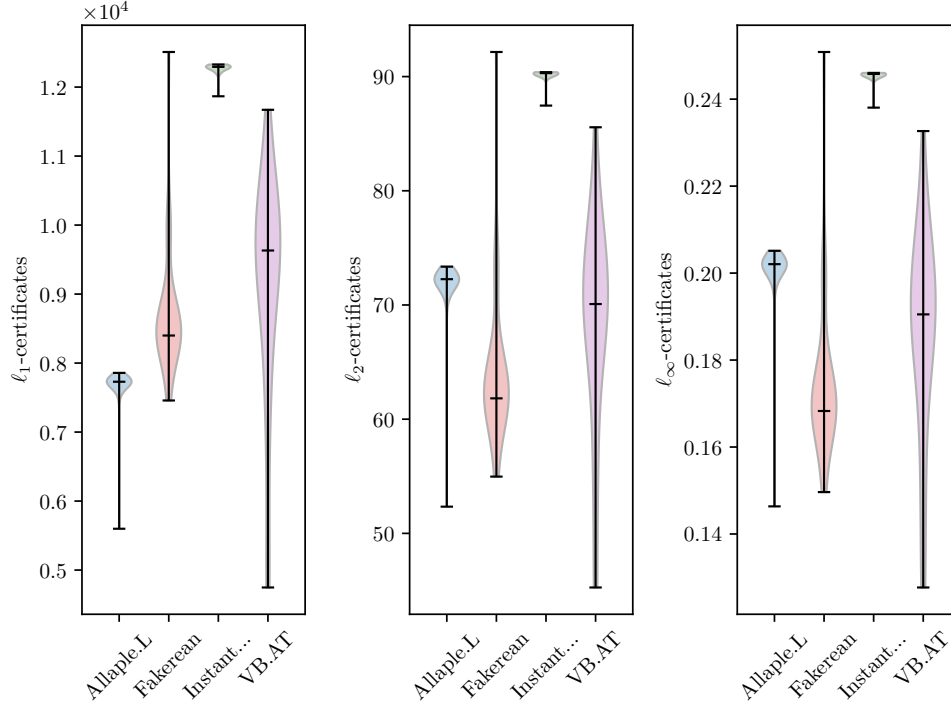 ×10⁴
ℓ₁-certificates
1.2
1.1
1.0
0.9
0.8
0.7
0.6
0.5
Allaple.L
Fakerean
Instant...
VB.AT
ℓ₂-certificates
90
80
70
60
50
Allaple.L
Fakerean
Instant...
VB.AT
ℓ∞-certificates
0.24
0.22
0.20
0.18
0.16
0.14
Allaple.L
Fakerean
Instant...
VB.AT